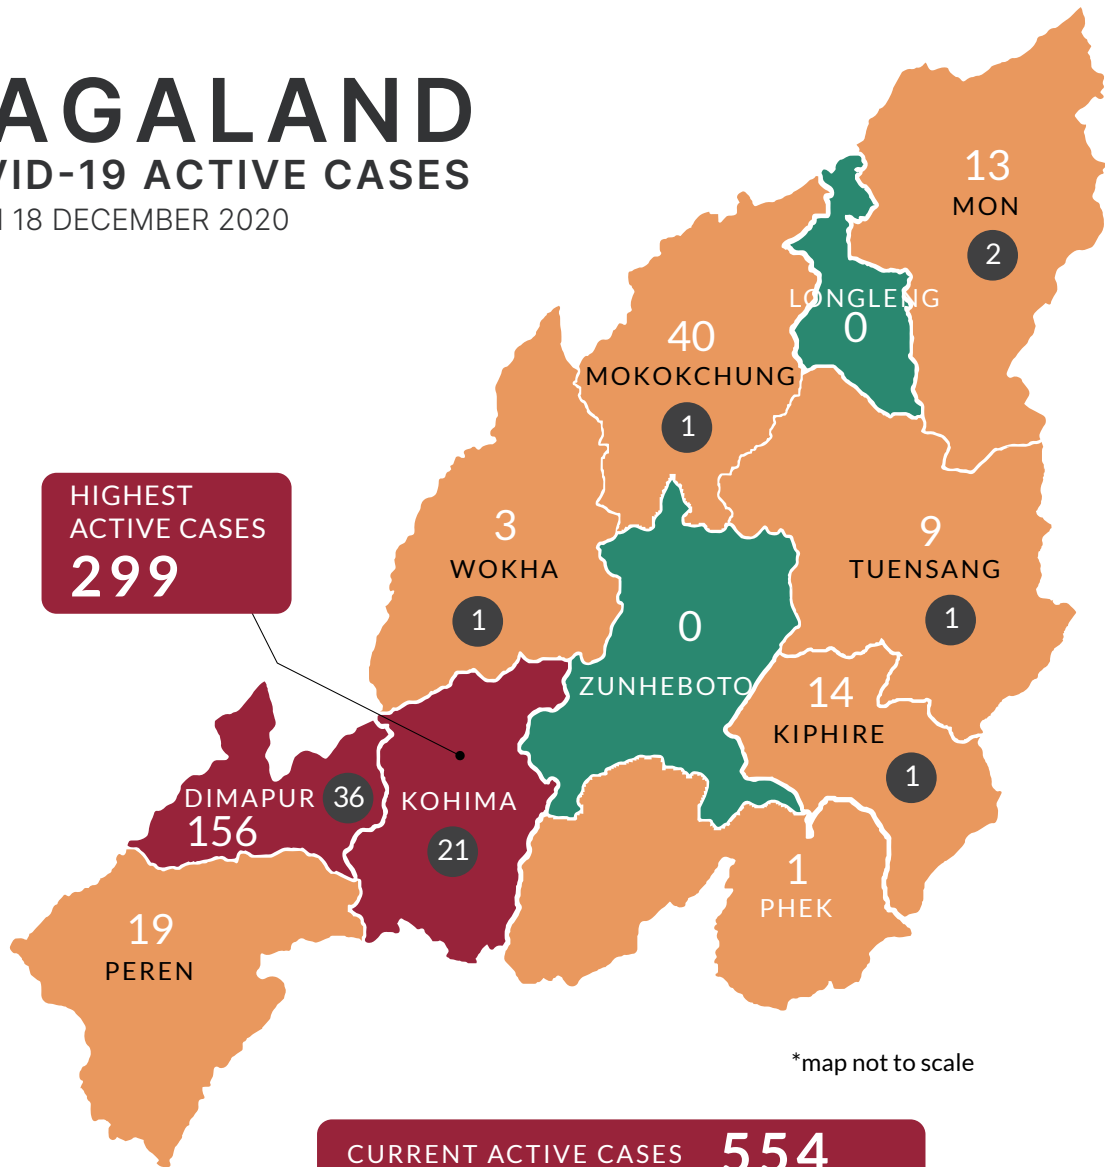 AGALAND
VID-19 ACTIVE CASES
18 DECEMBER 2020
13
MON
2
LONGLENG
0
40
MOKOKCHUNG
1
HIGHEST
ACTIVE CASES
299
3
WOKHA
1
9
TUENSANG
1
0
ZUNHEBOTO
14
KIPHIRE
1
DIMAPUR 36
156
KOHIMA
21
1
PHEK
19
PEREN
*map not to scale
CURRENT ACTIVE CASES 554